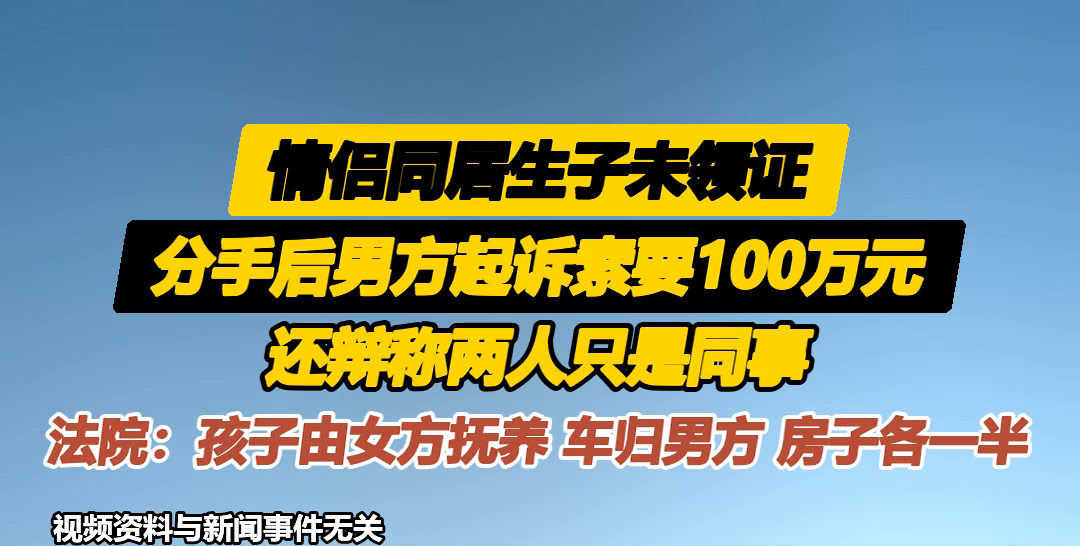 情侣同居生子未领证
分手后男方起诉索要100万元
还辩称两人只是同事
法院：孩子由女方抚养 车归男方 房子各一半
视频资料与新闻事件无关